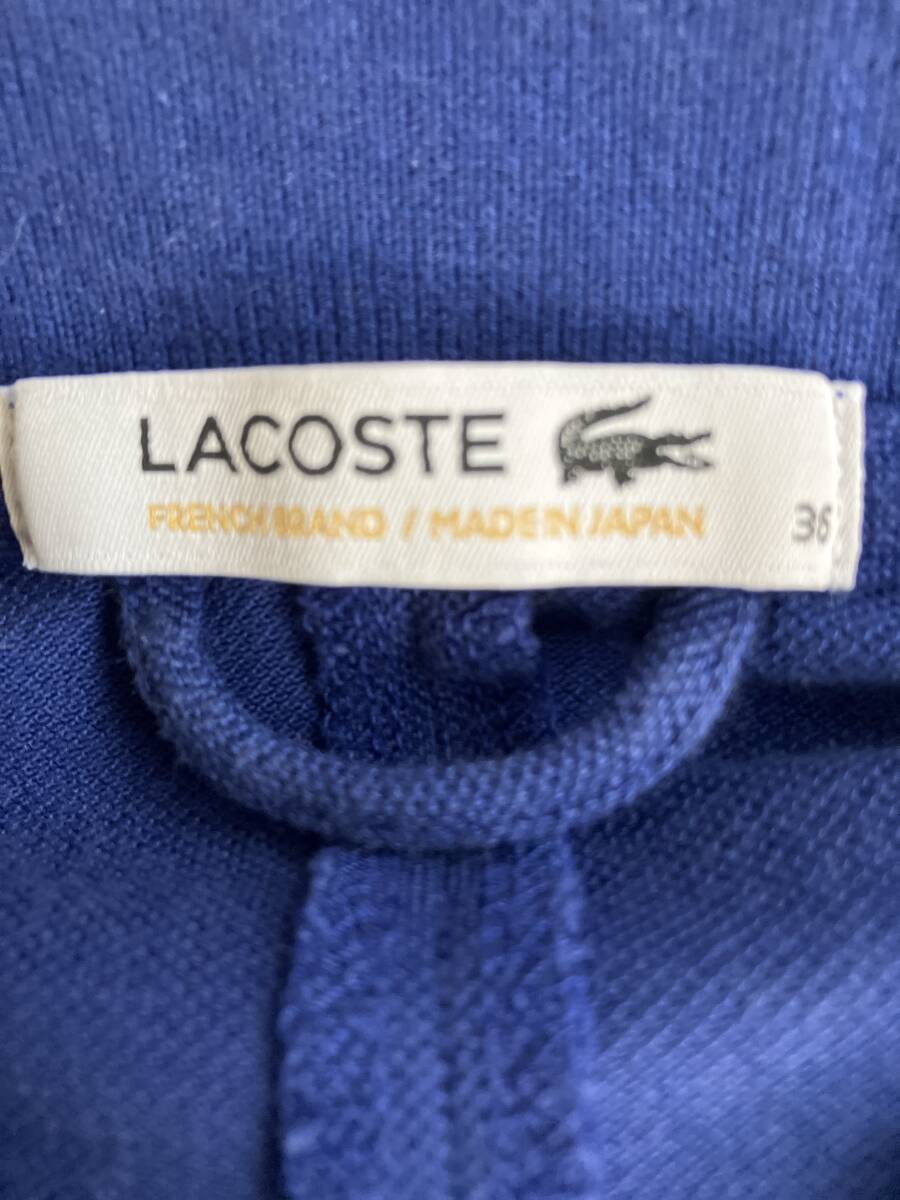 LACOSTE
FRENCH BRAND / MADE IN JAPAN
36